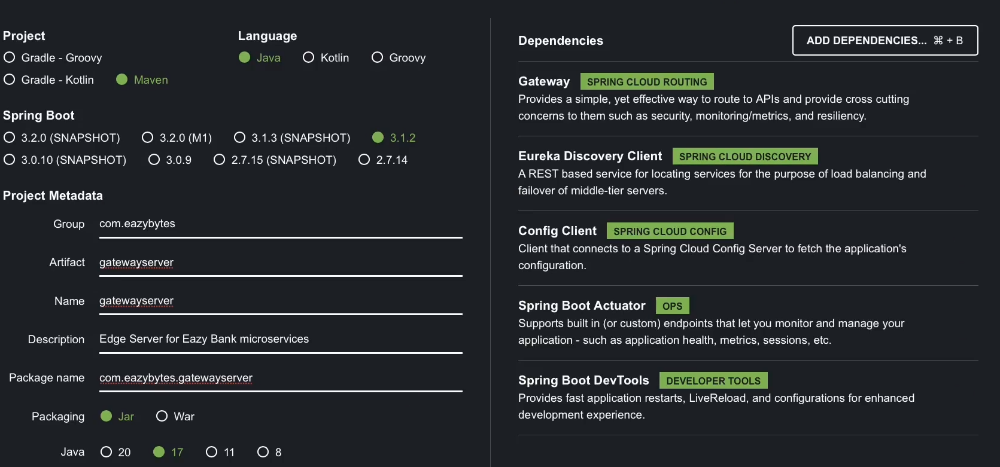 Project
Gradle - Groovy
Gradle - Kotlin Maven
Language
Java Kotlin Groovy
Spring Boot
3.2.0 (SNAPSHOT) 3.2.0 (M1) 3.1.3 (SNAPSHOT) 3.1.2
3.0.10 (SNAPSHOT) 3.0.9 2.7.15 (SNAPSHOT) 2.7.14
Project Metadata
Group com.eazybytes
Artifact gatewayserver
Name gatewayserver
Description Edge Server for Eazy Bank microservices
Package name com.eazybytes.gatewayserver
Packaging Jar War
Java 20 17 11 8
Dependencies ADD DEPENDENCIES... ⌘ + B
Gateway SPRING CLOUD ROUTING
Provides a simple, yet effective way to route to APIs and provide cross cutting
concerns to them such as security, monitoring/metrics, and resiliency.
Eureka Discovery Client SPRING CLOUD DISCOVERY
A REST based service for locating services for the purpose of load balancing and
failover of middle-tier servers.
Config Client SPRING CLOUD CONFIG
Client that connects to a Spring Cloud Config Server to fetch the application's
configuration.
Spring Boot Actuator OPS
Supports built in (or custom) endpoints that let you monitor and manage your
application - such as application health, metrics, sessions, etc.
Spring Boot DevTools DEVELOPER TOOLS
Provides fast application restarts, LiveReload, and configurations for enhanced
development experience.